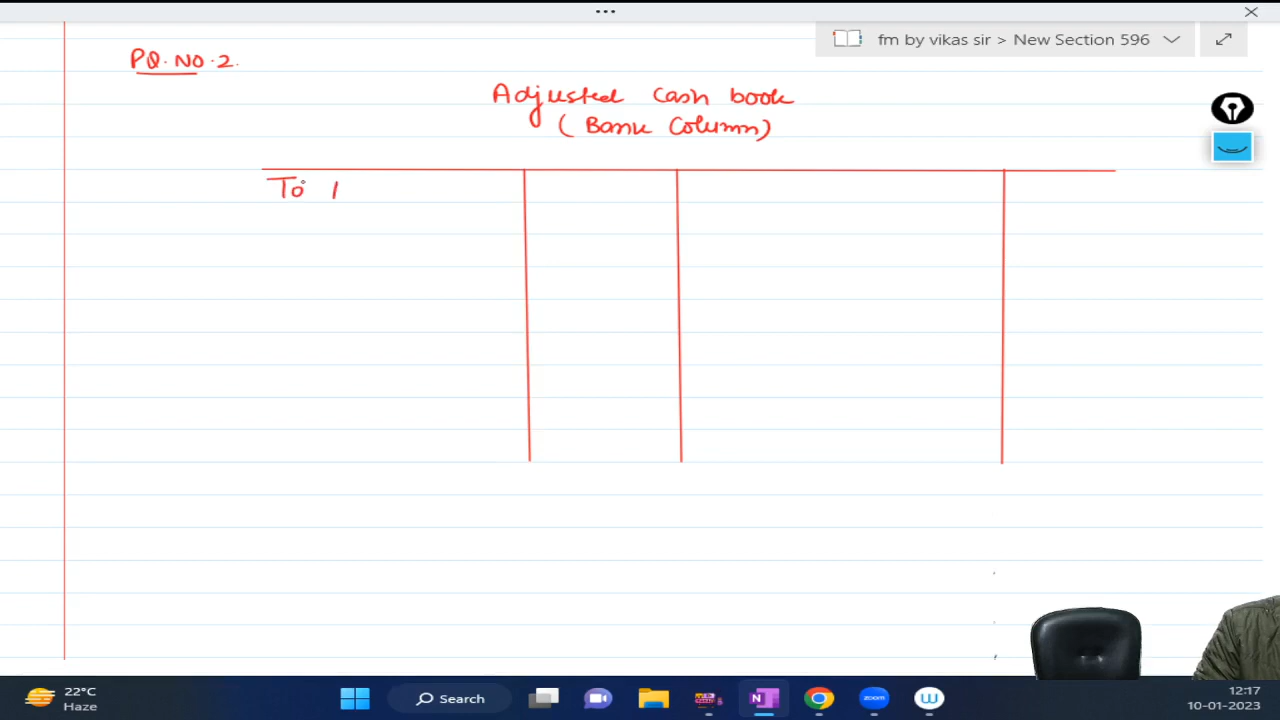 fm by vikas sir > New Section 596
PQ. NO. 2.
Adjusted Cash book
(Bank Column)
To
22°C
Haze
Search
12:17
10-01-2023